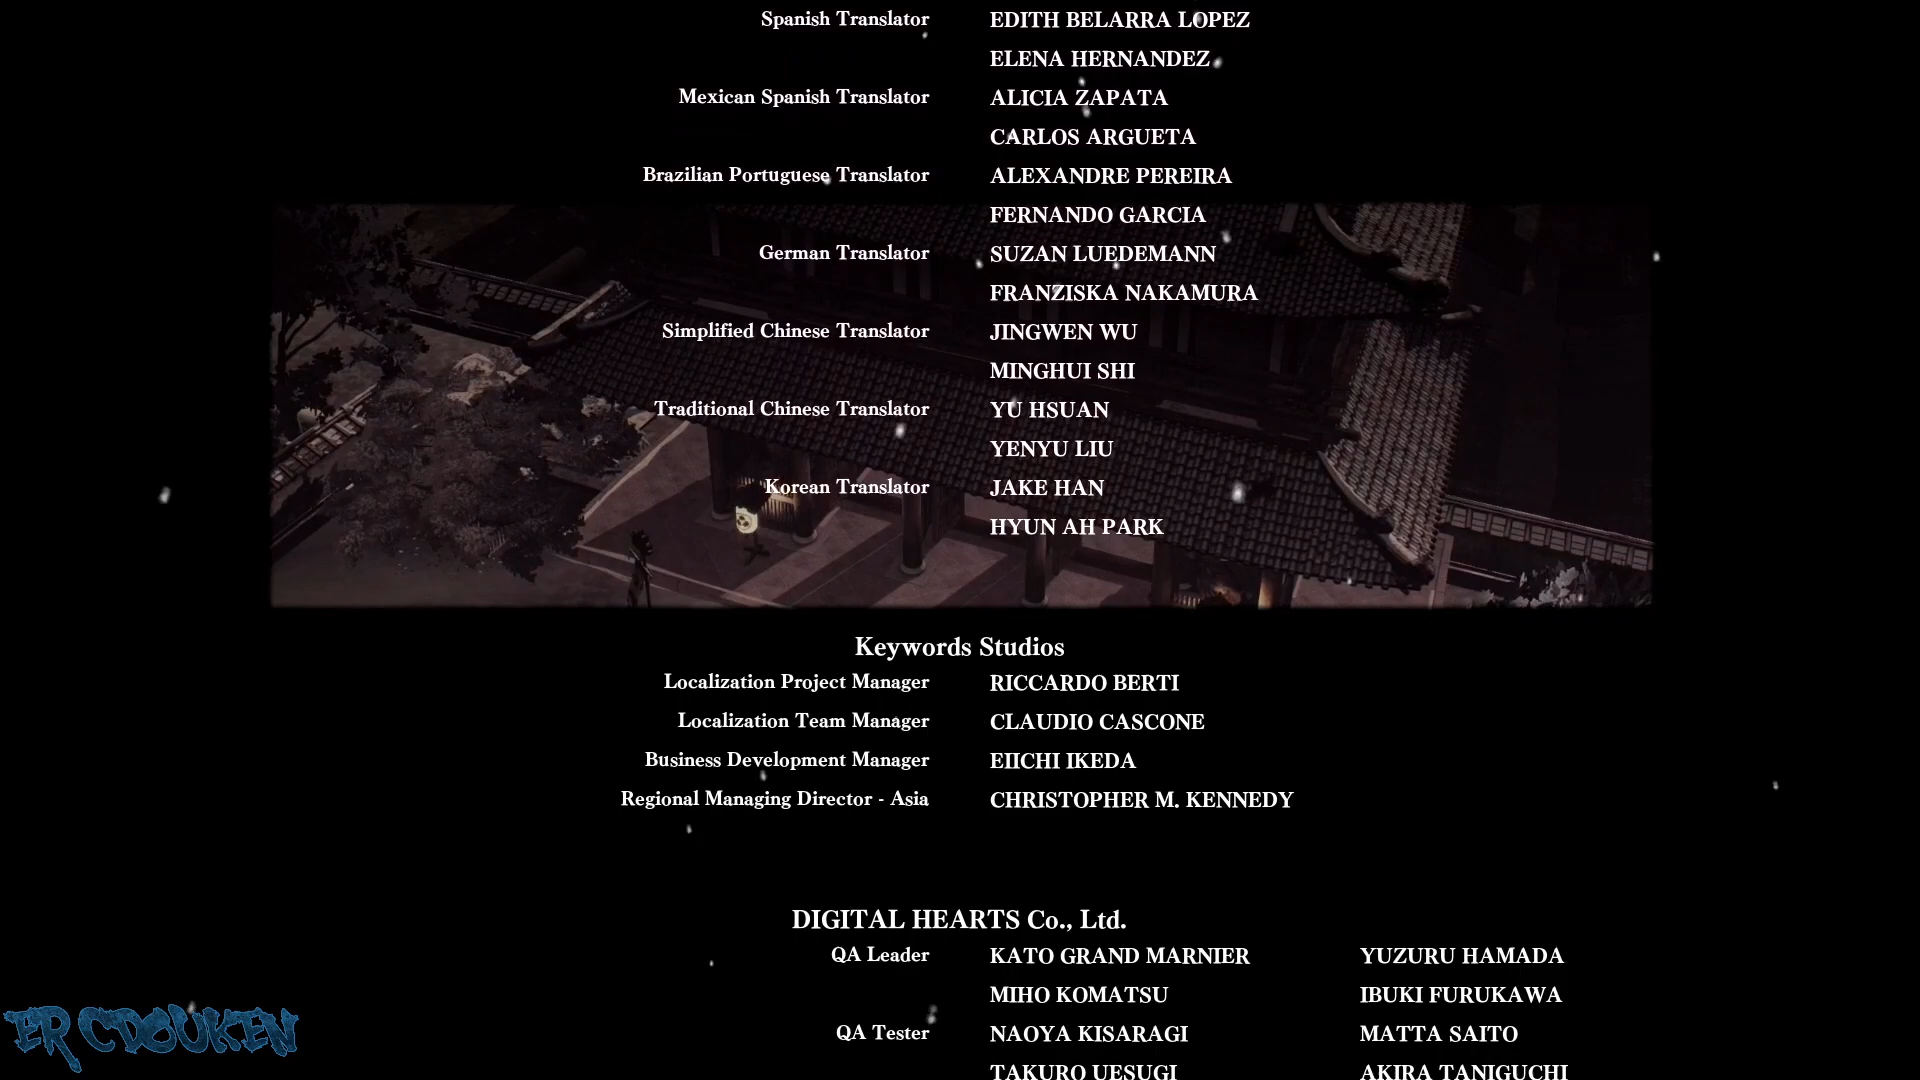 Spanish Translator EDITH BELARRA LOPEZ
ELENA HERNANDEZ
Mexican Spanish Translator ALICIA ZAPATA
CARLOS ARGUETA
Brazilian Portuguese Translator ALEXANDRE PEREIRA
FERNANDO GARCIA
German Translator SUZAN LUEDEMANN
FRANZISKA NAKAMURA
Simplified Chinese Translator JINGWEN WU
MINGHUI SHI
Traditional Chinese Translator YU HSUAN
YENYU LIU
Korean Translator JAKE HAN
HYUN AH PARK
Keywords Studios
Localization Project Manager RICCARDO BERTI
Localization Team Manager CLAUDIO CASCONE
Business Development Manager EIICHI IKEDA
Regional Managing Director - Asia CHRISTOPHER M. KENNEDY
DIGITAL HEARTS Co., Ltd.
QA Leader KATO GRAND MARNIER YUZURU HAMADA
MIHO KOMATSU IBUKI FURUKAWA
QA Tester NAOYA KISARAGI MATTA SAITO
TAKURO UESUGI AKIRA TANIGUCHI
ER CDOUKEN